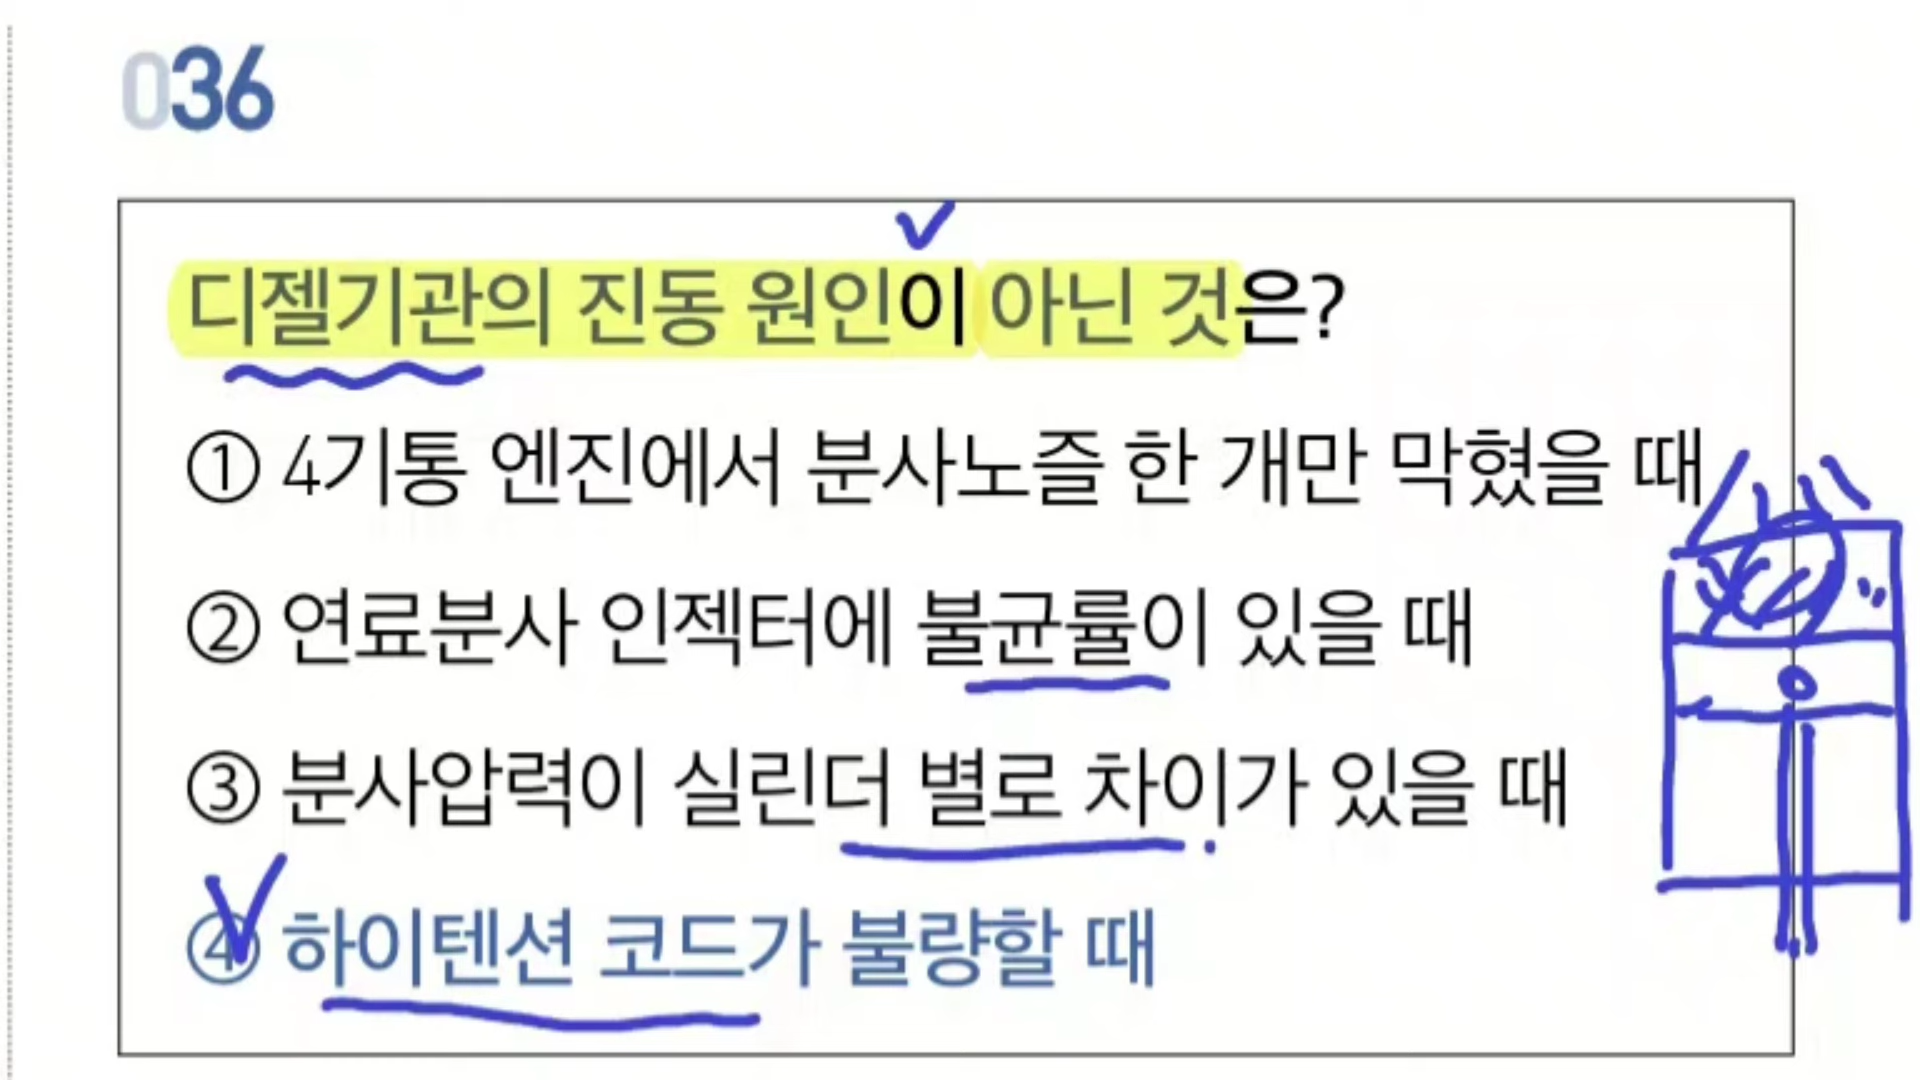 036
디젤기관의 진동 원인이 아닌 것은?
① 4기통 엔진에서 분사노즐 한 개만 막혔을 때
② 연료분사 인젝터에 불균률이 있을 때
③ 분사압력이 실린더 별로 차이가 있을 때
④ 하이텐션 코드가 불량할 때